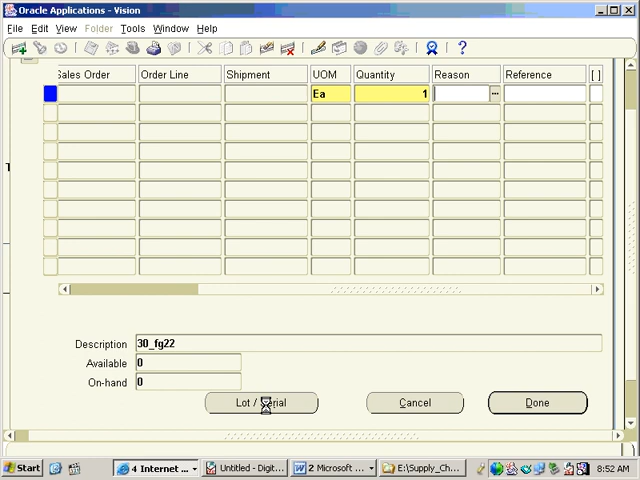 Oracle Applications - Vision
File Edit View Folder Tools Window Help
Sales Order Order Line Shipment UOM Quantity Reason Reference [ ]
Ea 1
Description 30_fg22
Available 0
On-hand 0
Lot / Serial Cancel Done
Start 4 Internet ... Untitled - Digit... 2 Microsoft ... E:\Supply_Ch... 8:52 AM